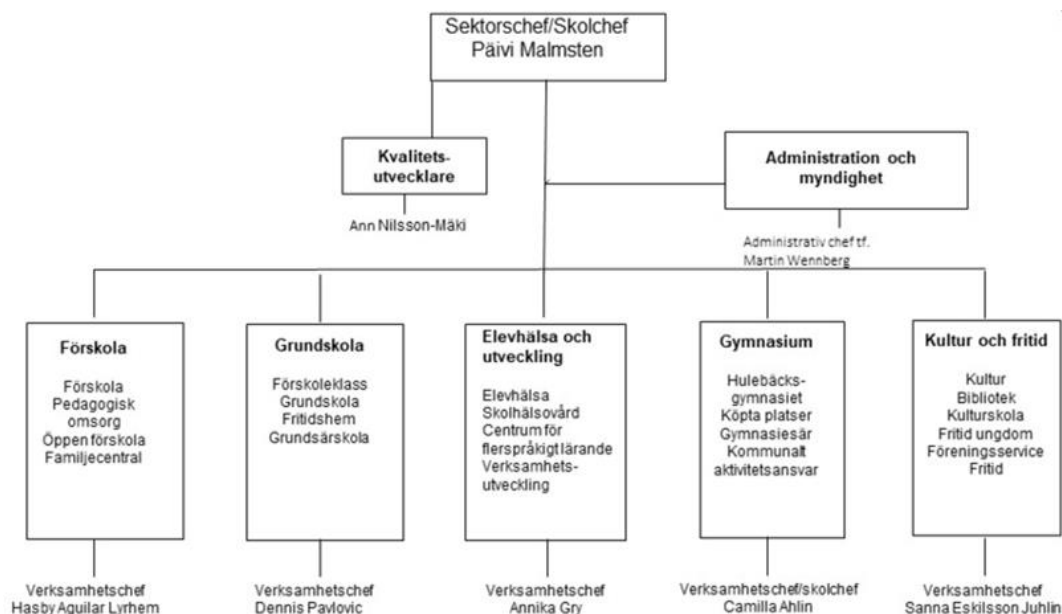 Sektorschef/Skolchef
Päivi Malmsten
Kvalitets-
utvecklare
Ann Nilsson-Mäki
Administration och
myndighet
Administrativ chef tf.
Martin Wennberg
Förskola
Förskola
Pedagogisk
omsorg
Öppen förskola
Familjecentral
Verksamhetschef
Hasby Aguilar Lyrhem
Grundskola
Förskoleklass
Grundskola
Fritidshem
Grundsärskola
Verksamhetschef
Dennis Pavlovic
Elevhälsa och
utveckling
Elevhälsa
Skolhälsovård
Centrum för
flerspråkigt lärande
Verksamhets-
utveckling
Verksamhetschef
Annika Gry
Gymnasium
Hulebäcks-
gymnasiet
Köpta platser
Gymnasiesär
Kommunalt
aktivitetsansvar
Verksamhetschef/skolchef
Camilla Ahlin
Kultur och fritid
Kultur
Bibliotek
Kulturskola
Fritid ungdom
Föreningsservice
Fritid
Verksamhetschef
Sanna Eskilsson Juhlin